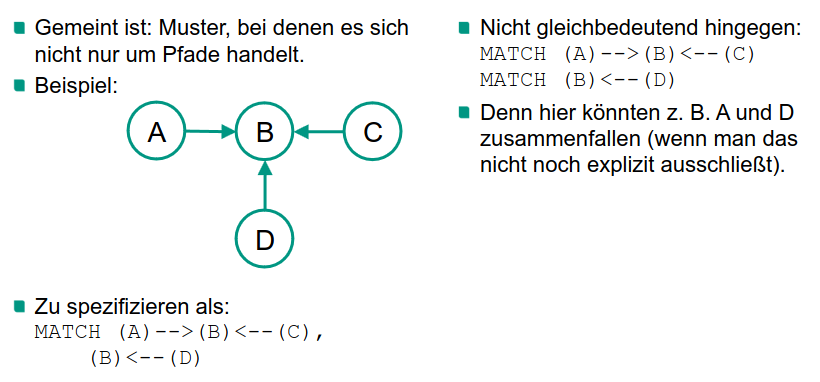 Gemeint ist: Muster, bei denen es sich
nicht nur um Pfade handelt.
Beispiel:
A
B
C
D
Zu spezifizieren als:
MATCH (A)-->(B)<--(C),
(B)<--(D)
Nicht gleichbedeutend hingegen:
MATCH (A)-->(B)<--(C)
MATCH (B)<--(D)
Denn hier könnten z. B. A und D
zusammenfallen (wenn man das
nicht noch explizit ausschließt).